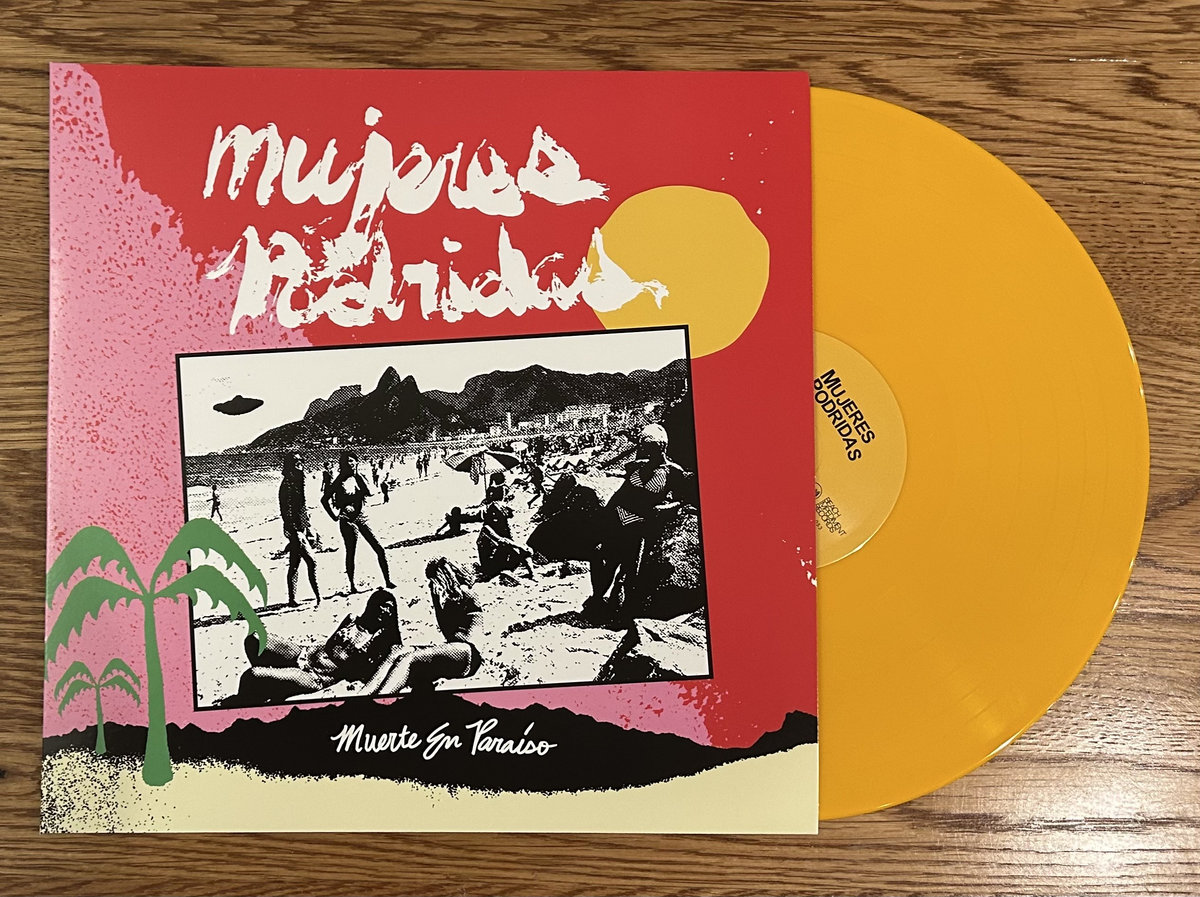 mujeres
Podridas
Muerte En Paraíso
MUJERES
PODRIDAS